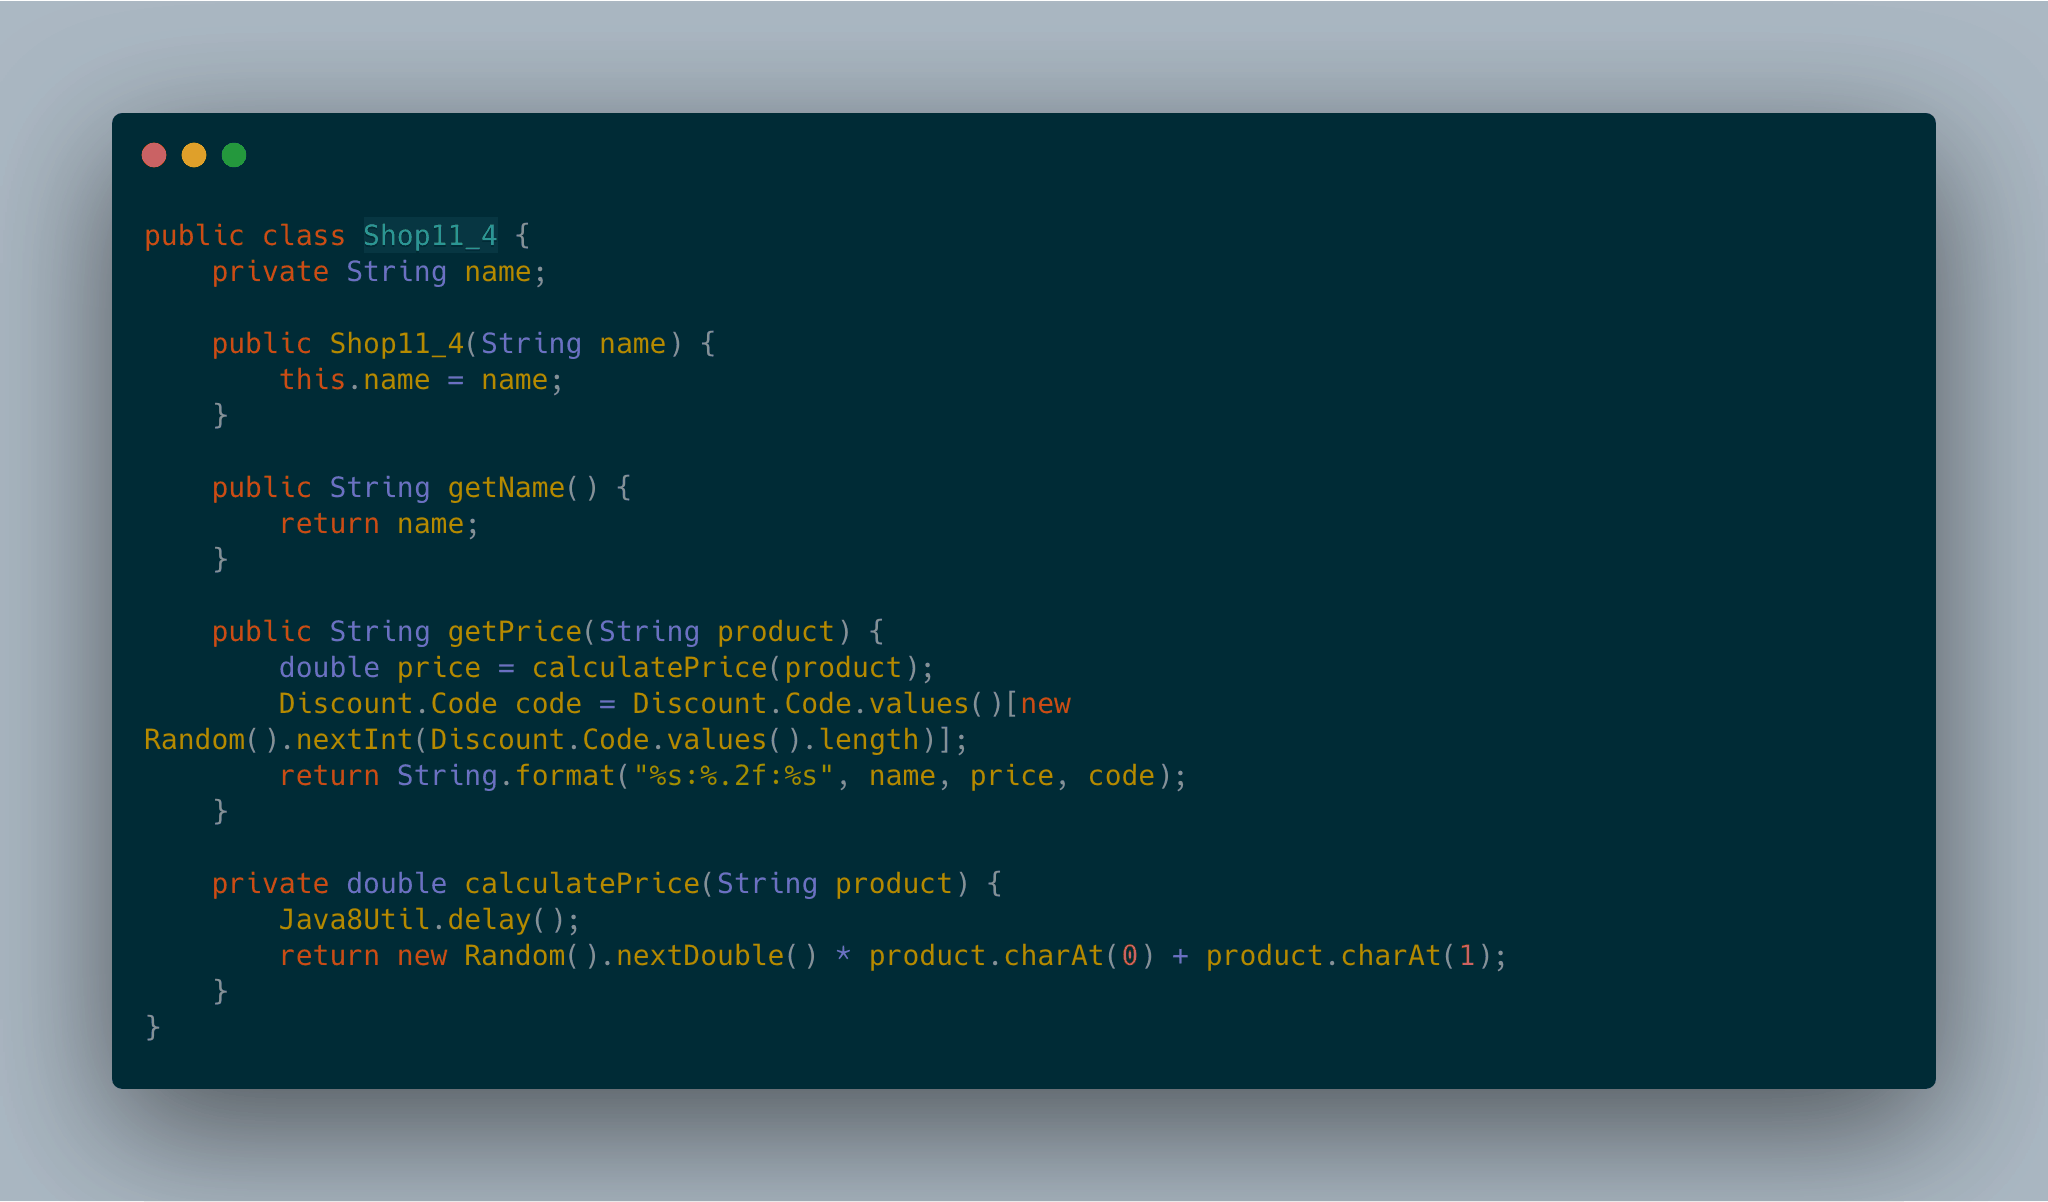 public class Shop11_4 {
    private String name;

    public Shop11_4(String name) {
        this.name = name;
    }

    public String getName() {
        return name;
    }

    public String getPrice(String product) {
        double price = calculatePrice(product);
        Discount.Code code = Discount.Code.values()[new
Random().nextInt(Discount.Code.values().length)];
        return String.format("%s:%.2f:%s", name, price, code);
    }

    private double calculatePrice(String product) {
        Java8Util.delay();
        return new Random().nextDouble() * product.charAt(0) + product.charAt(1);
    }
}